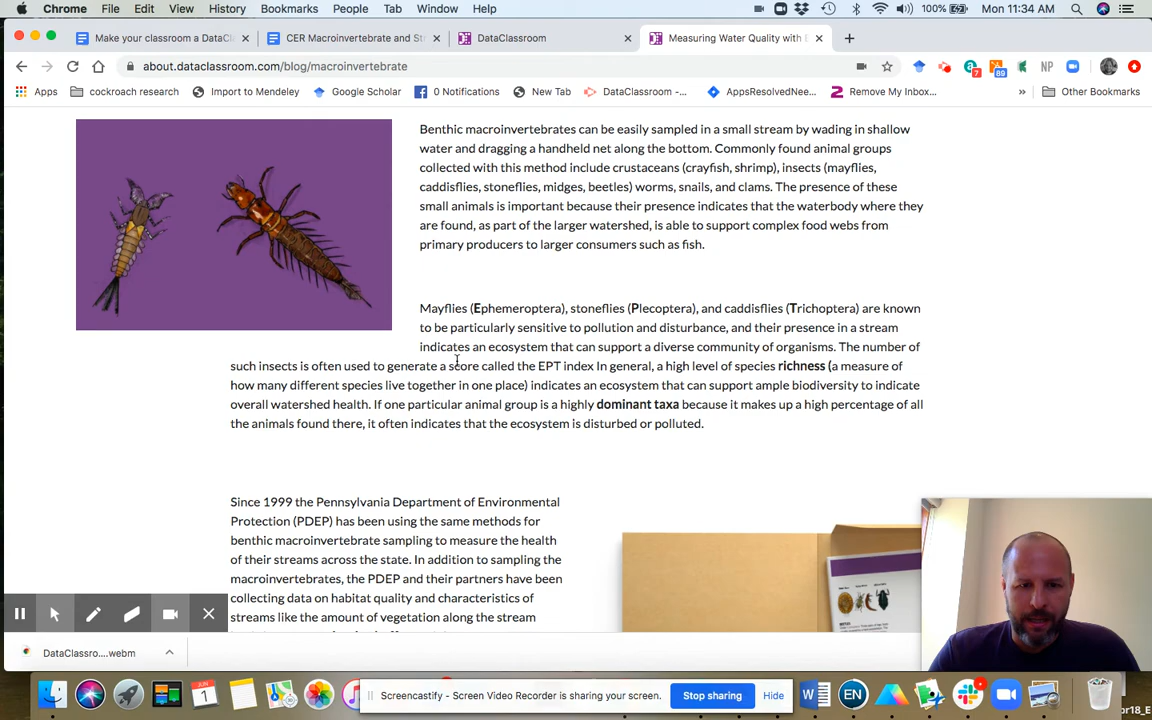 Chrome File Edit View History Bookmarks People Tab Window Help 100% Mon 11:34 AM
Make your classroom a DataCl × CER Macroinvertebrate and Str × DataClassroom × Measuring Water Quality with × +
about.dataclassroom.com/blog/macroinvertebrate 7 89 NP
Apps cockroach research Import to Mendeley Google Scholar 0 Notifications New Tab DataClassroom -... AppsResolvedNee... Remove My Inbox... » Other Bookmarks
Benthic macroinvertebrates can be easily sampled in a small stream by wading in shallow
water and dragging a handheld net along the bottom. Commonly found animal groups
collected with this method include crustaceans (crayfish, shrimp), insects (mayflies,
caddisflies, stoneflies, midges, beetles) worms, snails, and clams. The presence of these
small animals is important because their presence indicates that the waterbody where they
are found, as part of the larger watershed, is able to support complex food webs from
primary producers to larger consumers such as fish.
Mayflies (Ephemeroptera), stoneflies (Plecoptera), and caddisflies (Trichoptera) are known
to be particularly sensitive to pollution and disturbance, and their presence in a stream
indicates an ecosystem that can support a diverse community of organisms. The number of
such insects is often used to generate a score called the EPT index In general, a high level of species richness (a measure of
how many different species live together in one place) indicates an ecosystem that can support ample biodiversity to indicate
overall watershed health. If one particular animal group is a highly dominant taxa because it makes up a high percentage of all
the animals found there, it often indicates that the ecosystem is disturbed or polluted.
Since 1999 the Pennsylvania Department of Environmental
Protection (PDEP) has been using the same methods for
benthic macroinvertebrate sampling to measure the health
of their streams across the state. In addition to sampling the
macroinvertebrates, the PDEP and their partners have been
collecting data on habitat quality and characteristics of
streams like the amount of vegetation along the stream
DataClassro....webm
Screencastify - Screen Video Recorder is sharing your screen. Stop sharing Hide
1 W EN